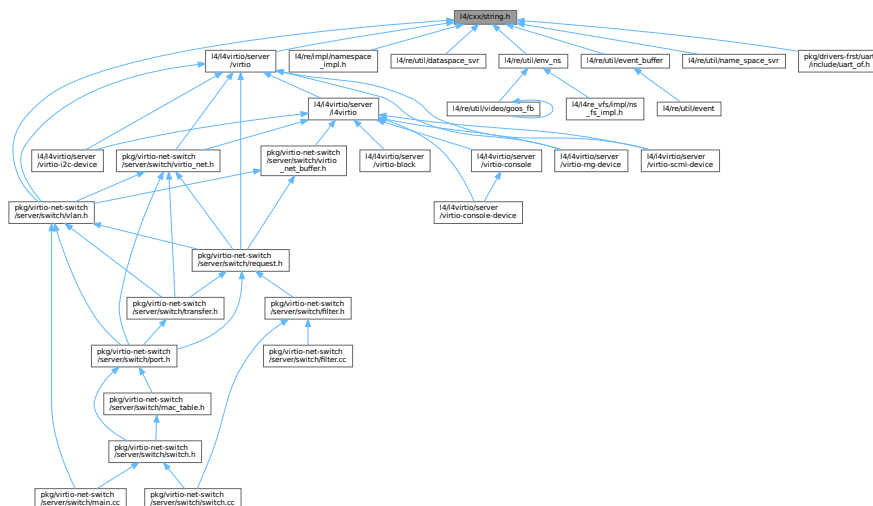 l4/cxx/string.h
l4/l4virtio/server
/virtio
l4/re/impl/namespace
_impl.h
l4/re/util/dataspace_svr
l4/re/util/env_ns
l4/re/util/event_buffer
l4/re/util/name_space_svr
pkg/drivers-frst/uart
/include/uart_of.h
l4/l4virtio/server
/l4virtio
l4/re/util/video/goos_fb
l4/l4re_vfs/impl/ns
_fs_impl.h
l4/re/util/event
l4/l4virtio/server
/virtio-i2c-device
pkg/virtio-net-switch
/server/switch/virtio_net.h
pkg/virtio-net-switch
/server/switch/virtio
_net_buffer.h
l4/l4virtio/server
/virtio-block
l4/l4virtio/server
/virtio-console
l4/l4virtio/server
/virtio-rng-device
l4/l4virtio/server
/virtio-scmi-device
pkg/virtio-net-switch
/server/switch/vlan.h
l4/l4virtio/server
/virtio-console-device
pkg/virtio-net-switch
/server/switch/request.h
pkg/virtio-net-switch
/server/switch/transfer.h
pkg/virtio-net-switch
/server/switch/filter.h
pkg/virtio-net-switch
/server/switch/port.h
pkg/virtio-net-switch
/server/switch/filter.cc
pkg/virtio-net-switch
/server/switch/mac_table.h
pkg/virtio-net-switch
/server/switch/switch.h
pkg/virtio-net-switch
/server/switch/main.cc
pkg/virtio-net-switch
/server/switch/switch.cc